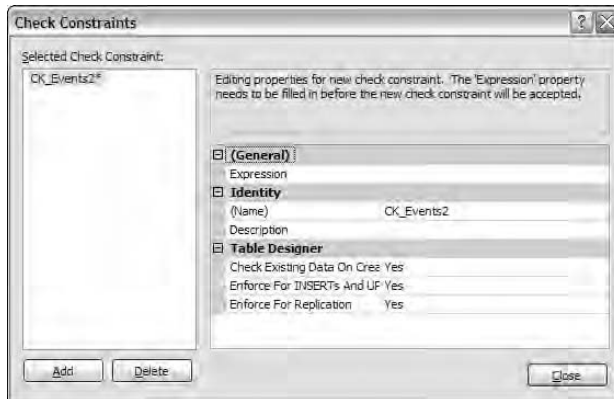 Check Constraints
?
Selected Check Constraint:
CK_Events2*
Editing properties for new check constraint. The 'Expression' property
needs to be filled in before the new check constraint will be accepted.
(General)
Expression
Identity
(Name) CK_Events2
Description
Table Designer
Check Existing Data On Crea Yes
Enforce For INSERTs And UP Yes
Enforce For Replication Yes
Add Delete
Close